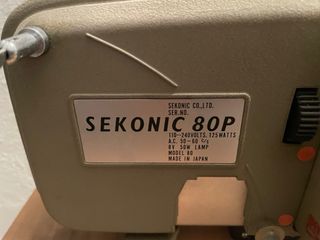 SEKONIC CO.,LTD.
SER.NO.
SEKONIC 80P
110-240VOLTS, 125WATTS
A.C. 50-60 c/s
8V 50W LAMP
MODEL 80
MADE IN JAPAN